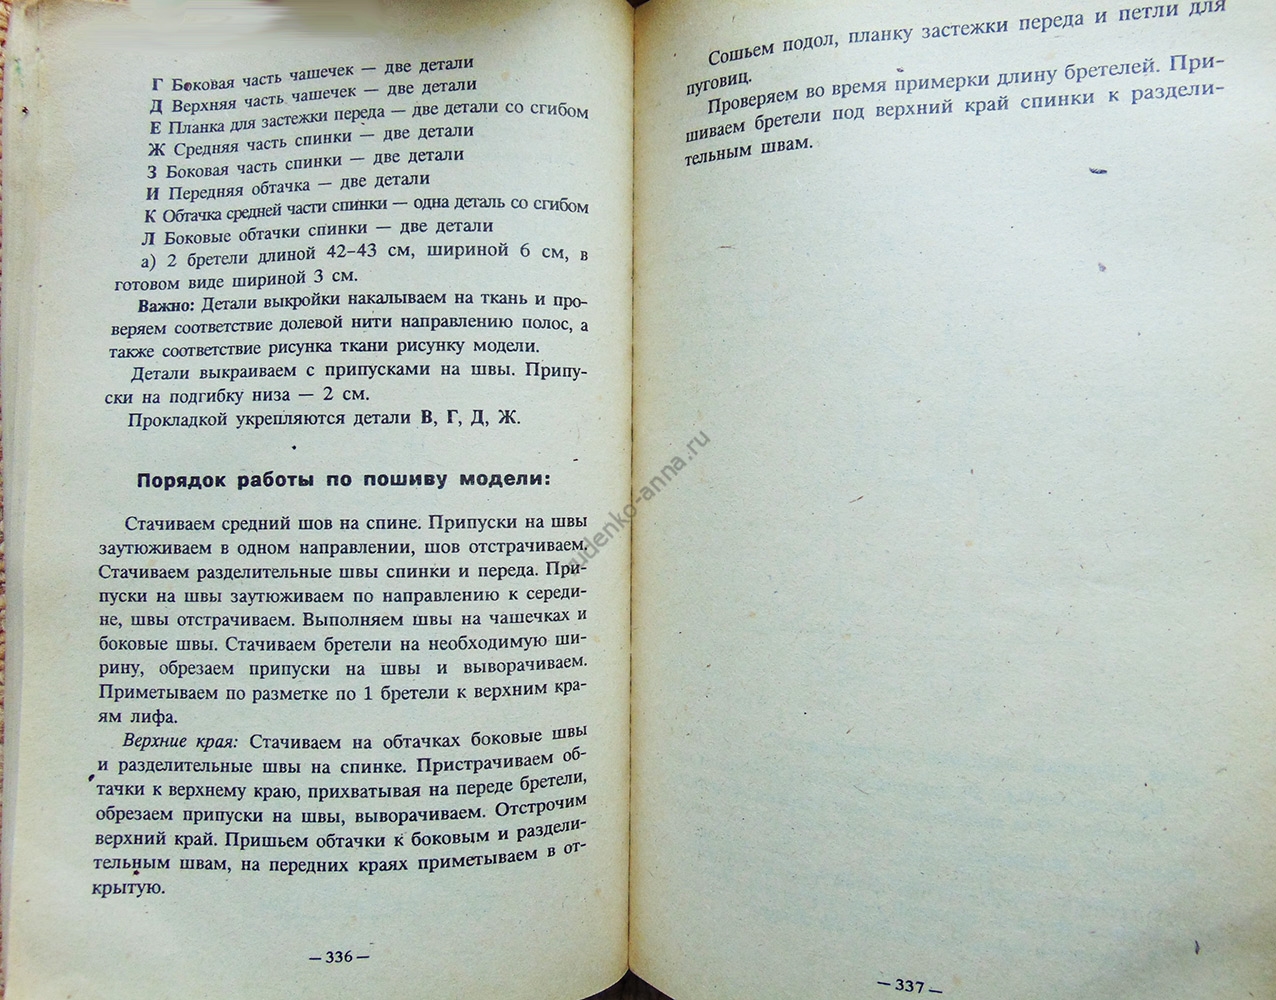 Г Боковая часть чашечек — две детали
Д Верхняя часть чашечек — две детали
Е Планка для застежки переда — две детали со сгибом
Ж Средняя часть спинки — две детали
З Боковая часть спинки — две детали
И Передняя обтачка — две детали
К Обтачка средней части спинки — одна деталь со сгибом
Л Боковые обтачки спинки — две детали
а) 2 бретели длиной 42–43 см, шириной 6 см, в
готовом виде шириной 3 см.
Важно: Детали выкройки накалываем на ткань и про-
веряем соответствие долевой нити направлению полос, а
также соответствие рисунка ткани рисунку модели.
Детали выкраиваем с припусками на швы. Припу-
ски на подгибку низа — 2 см.
Прокладкой укрепляются детали В, Г, Д, Ж.
Порядок работы по пошиву модели:
Стачиваем средний шов на спине. Припуски на швы
заутюживаем в одном направлении, шов отстрачиваем.
Стачиваем разделительные швы спинки и переда. При-
пуски на швы заутюживаем по направлению к середи-
не, швы отстрачиваем. Выполняем швы на чашечках и
боковые швы. Стачиваем бретели на необходимую ши-
рину, обрезаем припуски на швы и выворачиваем.
Приметываем по разметке по 1 бретели к верхним кра-
ям лифа.
Верхние края: Стачиваем на обтачках боковые швы
и разделительные швы на спинке. Пристрачиваем об-
тачки к верхнему краю, прихватывая на переде бретели,
обрезаем припуски на швы, выворачиваем. Отстрочим
верхний край. Пришьем обтачки к боковым и раздели-
тельным швам, на передних краях приметываем в от-
крытую.
— 336 —
Сошьем подол, планку застежки переда и петли для
пуговиц.
Проверяем во время примерки длину бретелей. При-
шиваем бретели под верхний край спинки к раздели-
тельным швам.
— 337 —
rudenko-anna.ru